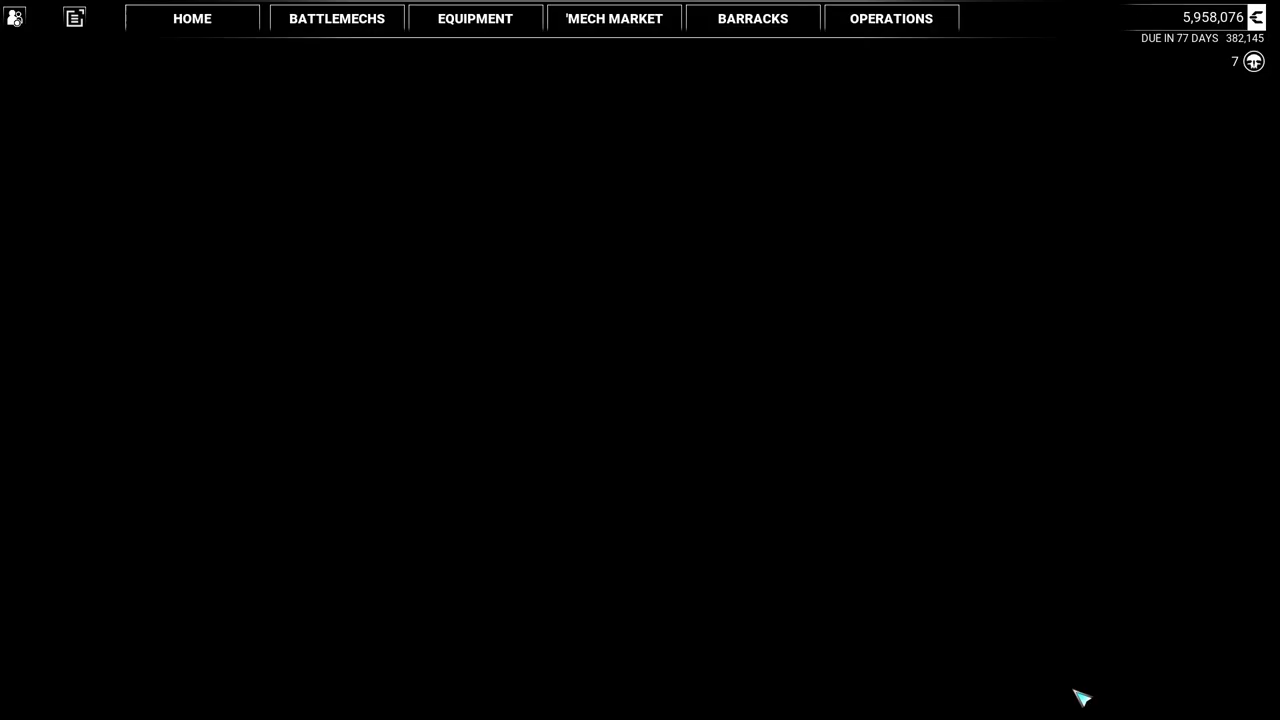 HOME BATTLEMECHS EQUIPMENT 'MECH MARKET BARRACKS OPERATIONS 5,958,076
DUE IN 77 DAYS 382,145
7